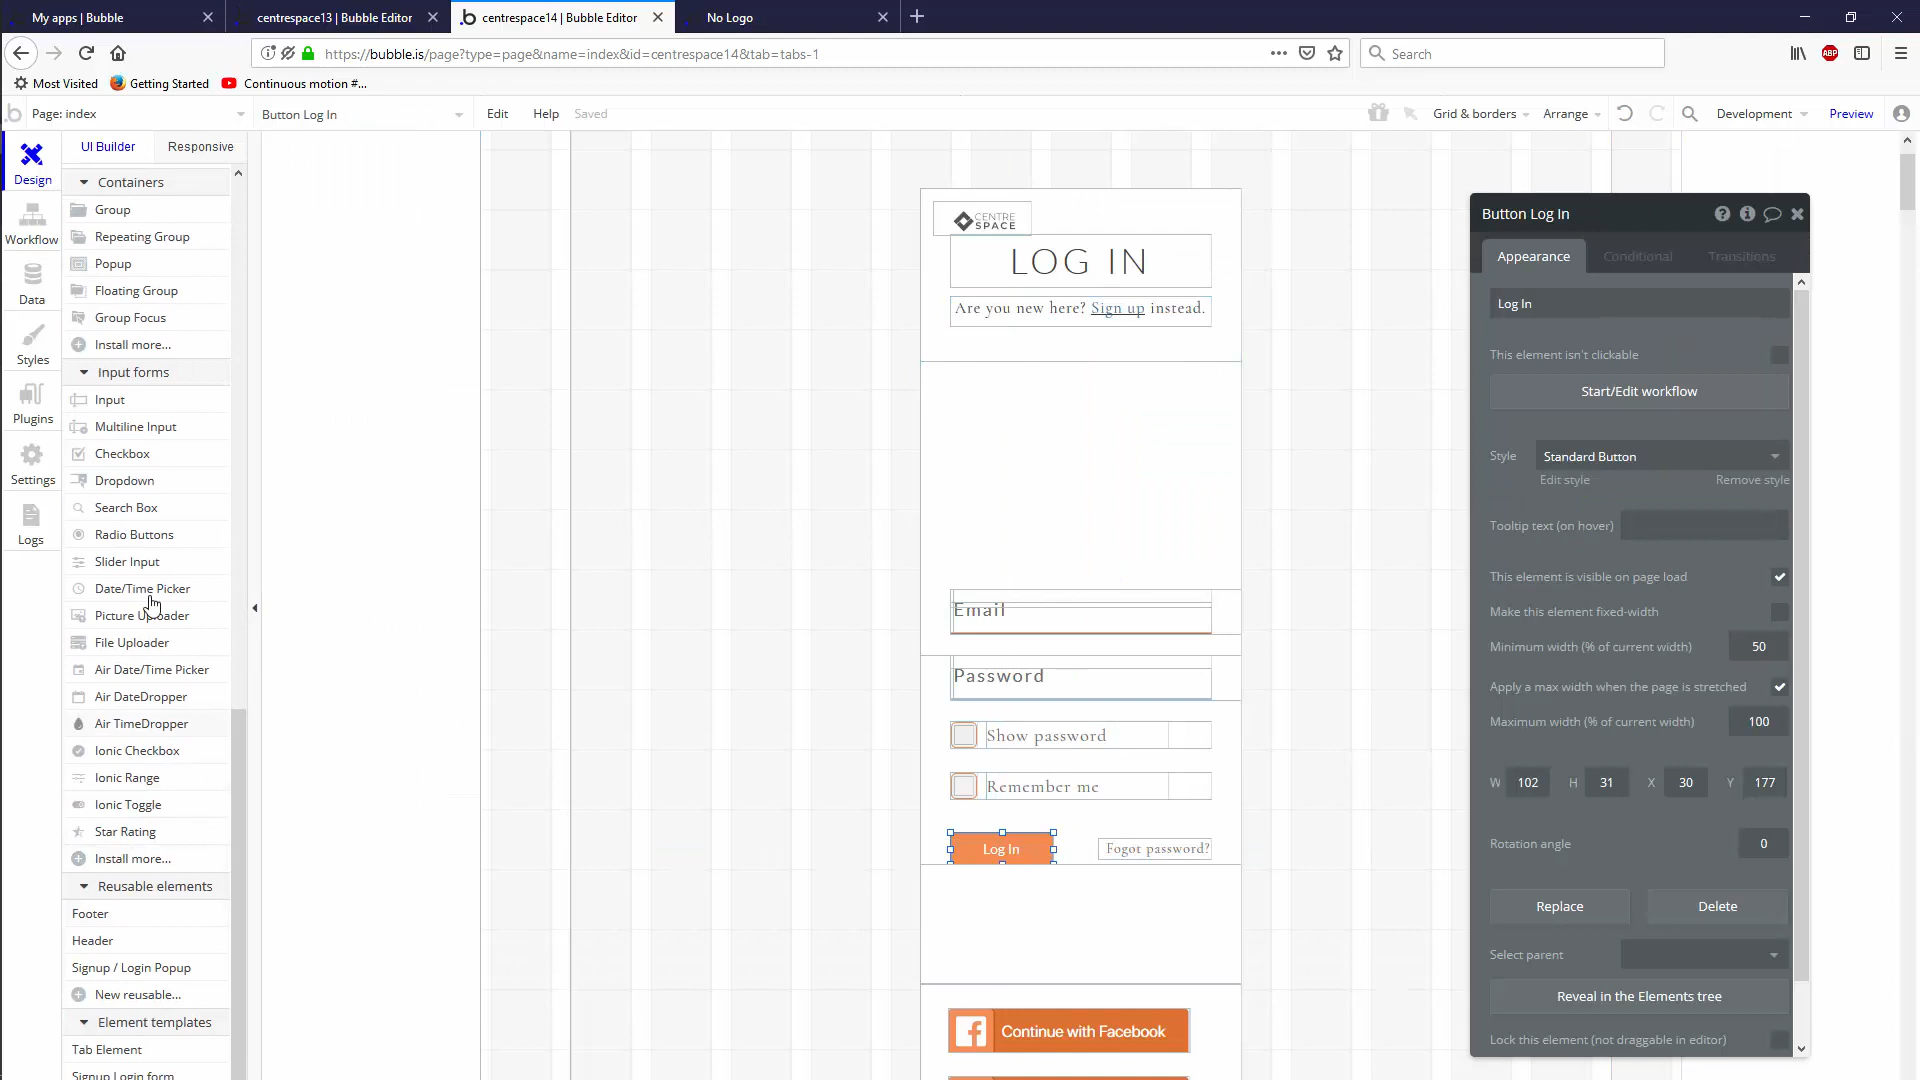 My apps | Bubble
centrespace13 | Bubble Editor
centrespace14 | Bubble Editor
No Logo
https://bubble.is/page?type=page&name=index&id=centrespace14&tab=tabs-1
Search
Most Visited
Getting Started
Continuous motion #...
Page: index
Button Log In
Edit
Help
Saved
Grid & borders
Arrange
Development
Preview
Design
Workflow
Data
Styles
Plugins
Settings
Logs
UI Builder
Responsive
Containers
Group
Repeating Group
Popup
Floating Group
Group Focus
Install more...
Input forms
Input
Multiline Input
Checkbox
Dropdown
Search Box
Radio Buttons
Slider Input
Date/Time Picker
Picture Uploader
File Uploader
Air Date/Time Picker
Air DateDropper
Air TimeDropper
Ionic Checkbox
Ionic Range
Ionic Toggle
Star Rating
Install more...
Reusable elements
Footer
Header
Signup / Login Popup
New reusable...
Element templates
Tab Element
Signup Login form
CENTRE
SPACE
LOG IN
Are you new here? Sign up instead.
Email
Password
Show password
Remember me
Log In
Fogot password?
Continue with Facebook
Button Log In
Appearance
Conditional
Transitions
Log In
This element isn't clickable
Start/Edit workflow
Style
Standard Button
Edit style
Remove style
Tooltip text (on hover)
This element is visible on page load
Make this element fixed-width
Minimum width (% of current width)
50
Apply a max width when the page is stretched
Maximum width (% of current width)
100
W 102 H 31 X 30 Y 177
Rotation angle
0
Replace
Delete
Select parent
Reveal in the Elements tree
Lock this element (not draggable in editor)